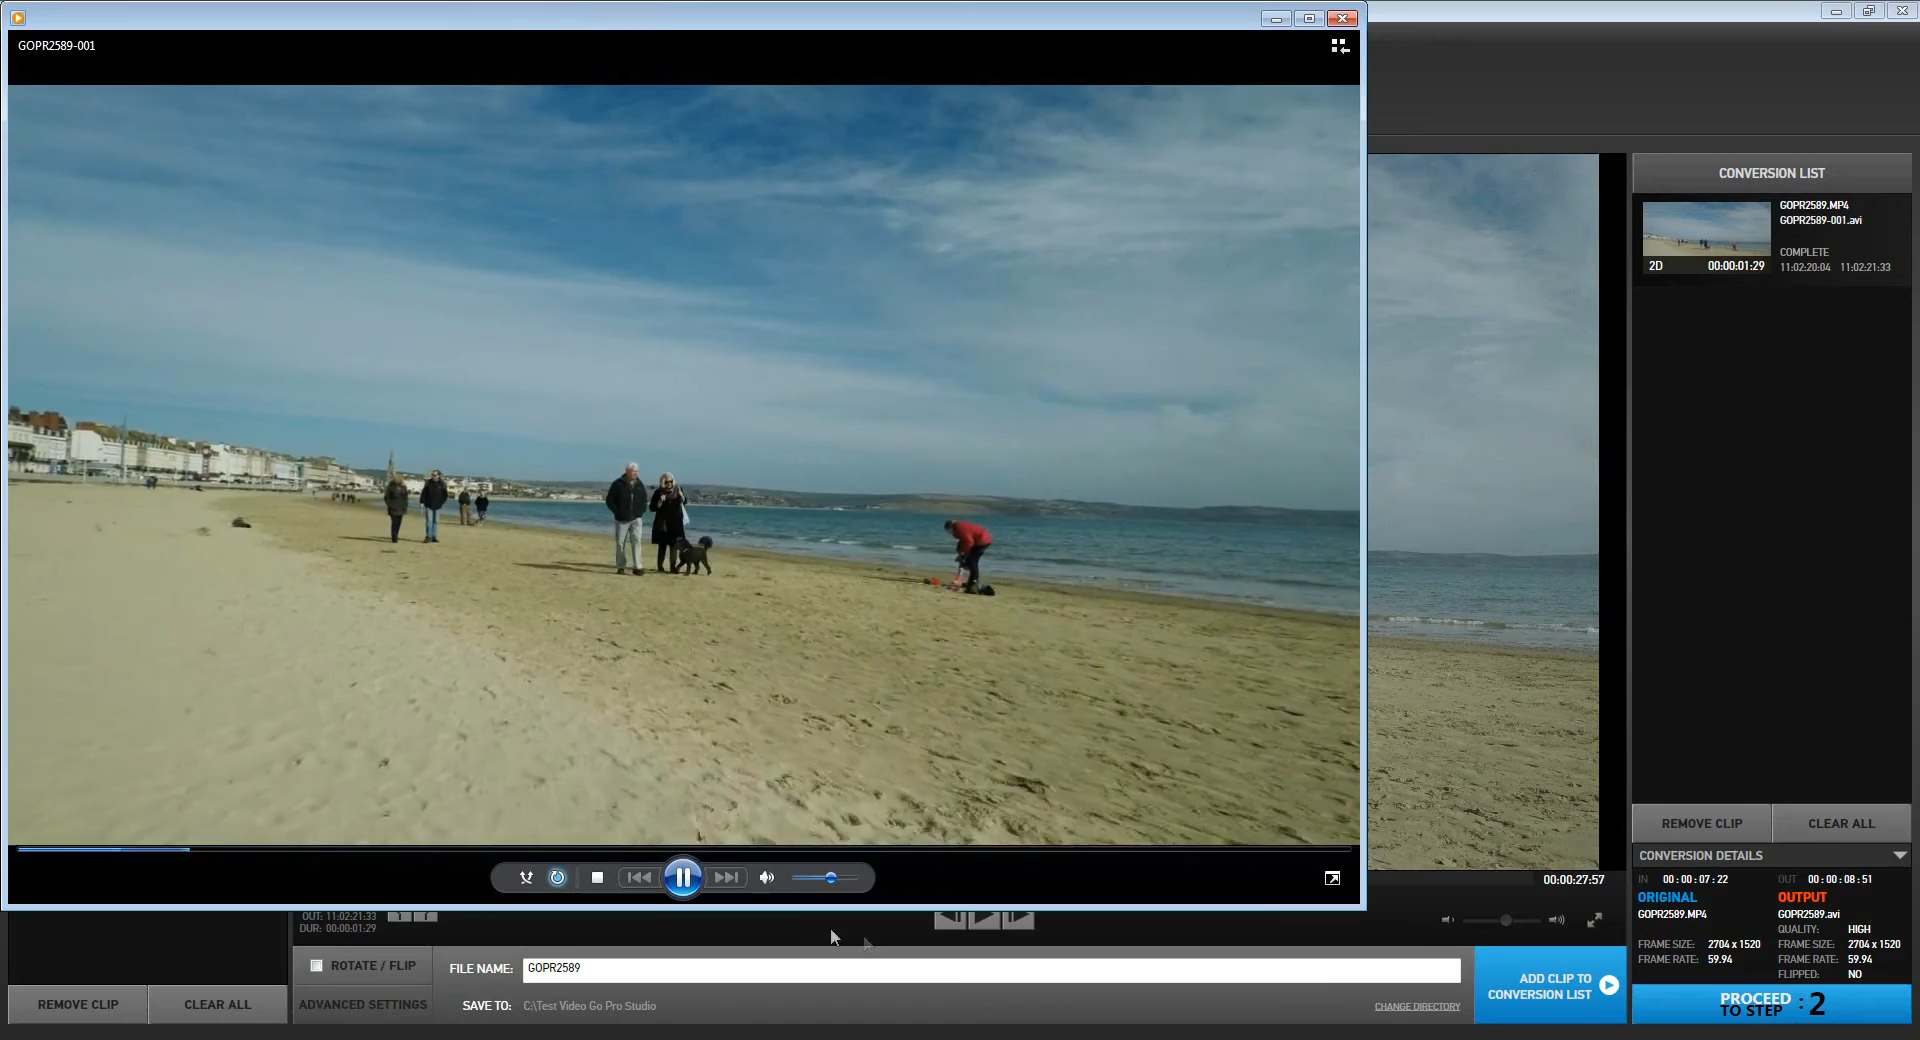 GOPR2589-001
CONVERSION LIST
GOPR2589.MP4
GOPR2589-001.avi
COMPLETE
2D 00:00:01:29
11:02:20:04 11:02:21:33
REMOVE CLIP
CLEAR ALL
CONVERSION DETAILS
IN 00 : 00 : 07 : 22 OUT 00 : 00 : 08 : 51
ORIGINAL OUTPUT
GOPR2589.MP4 GOPR2589.avi
QUALITY: HIGH
FRAME SIZE: 2704 x 1520 FRAME SIZE: 2704 x 1520
FRAME RATE: 59.94 FRAME RATE: 59.94
FLIPPED: NO
PROCEED TO STEP : 2
00:00:27:57
OUT: 11:02:21:33
DUR: 00:00:01:29
ROTATE / FLIP
ADVANCED SETTINGS
FILE NAME: GOPR2589
SAVE TO: C:\Test Video Go Pro Studio
CHANGE DIRECTORY
ADD CLIP TO
CONVERSION LIST
REMOVE CLIP
CLEAR ALL